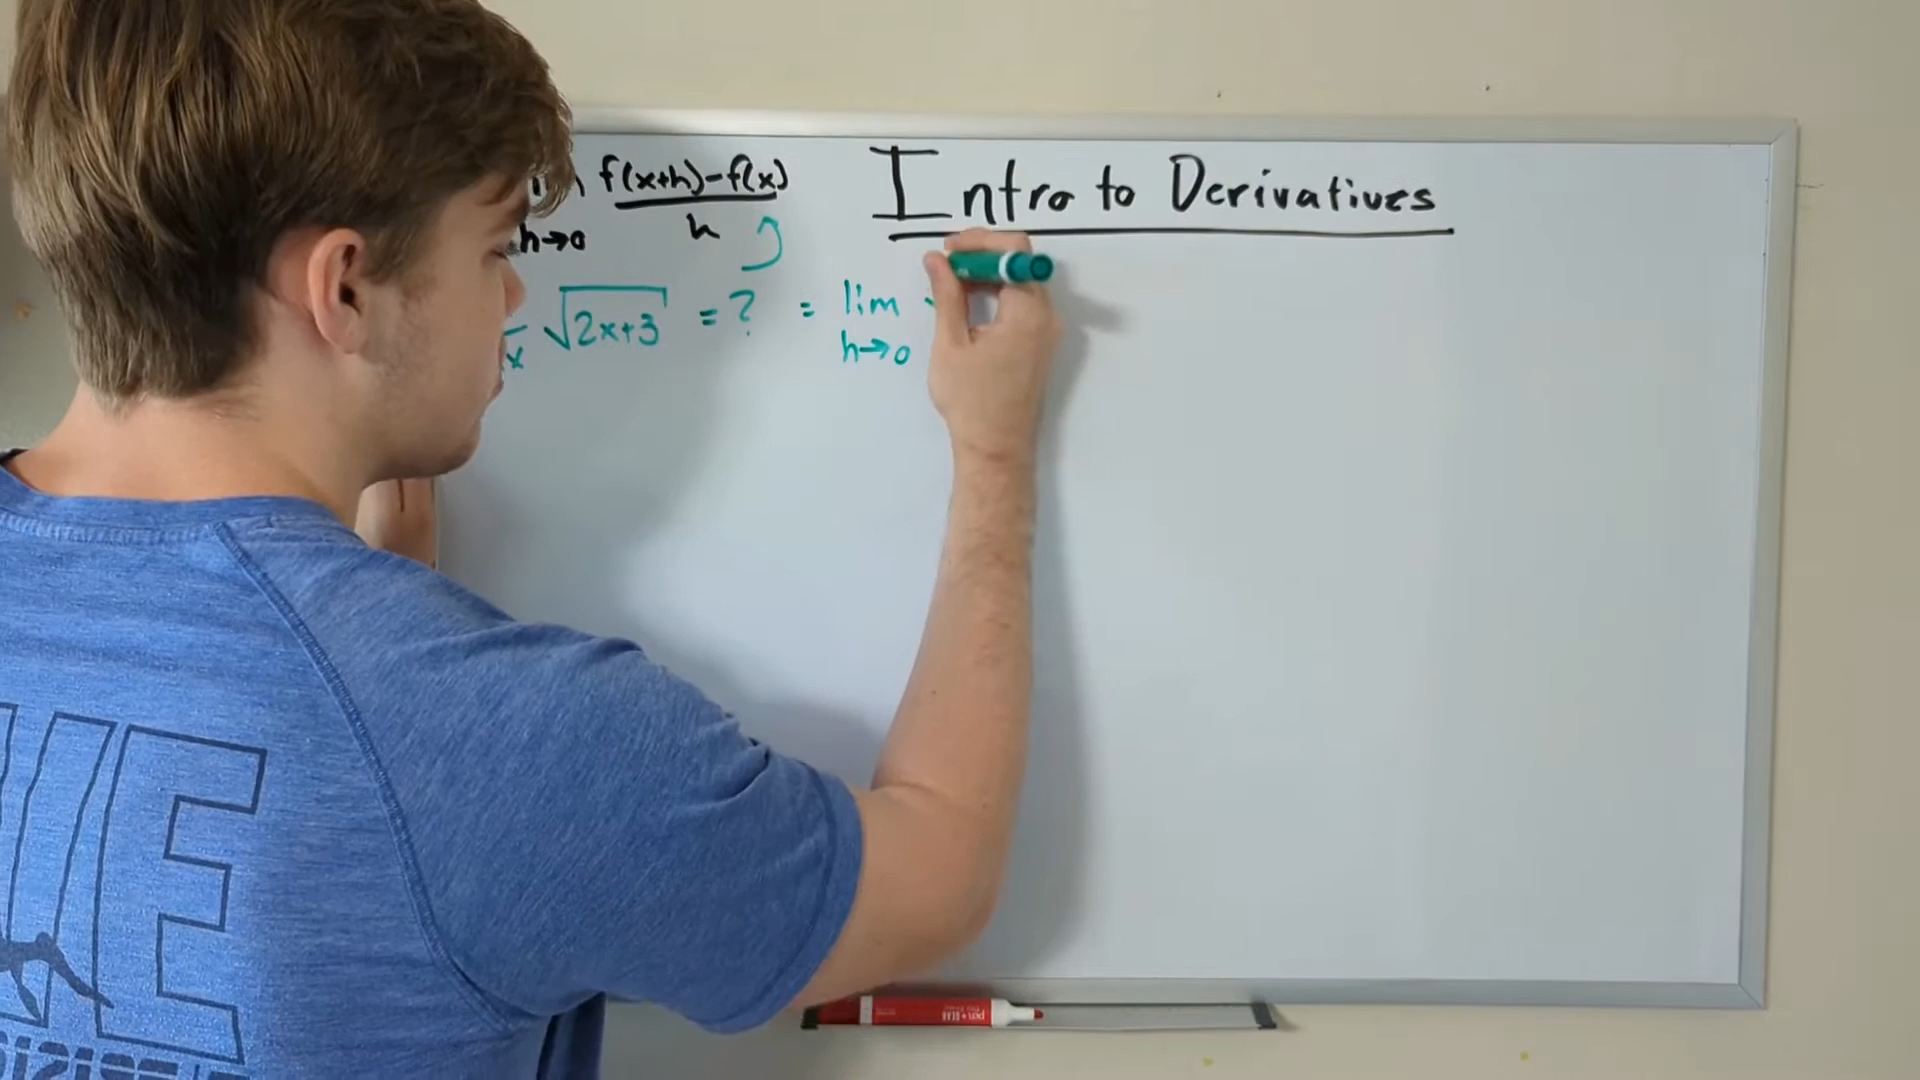 f(x+h)-f(x) Intro to Derivatives
h→0 h
√2x+3 = ? = lim
x h→0